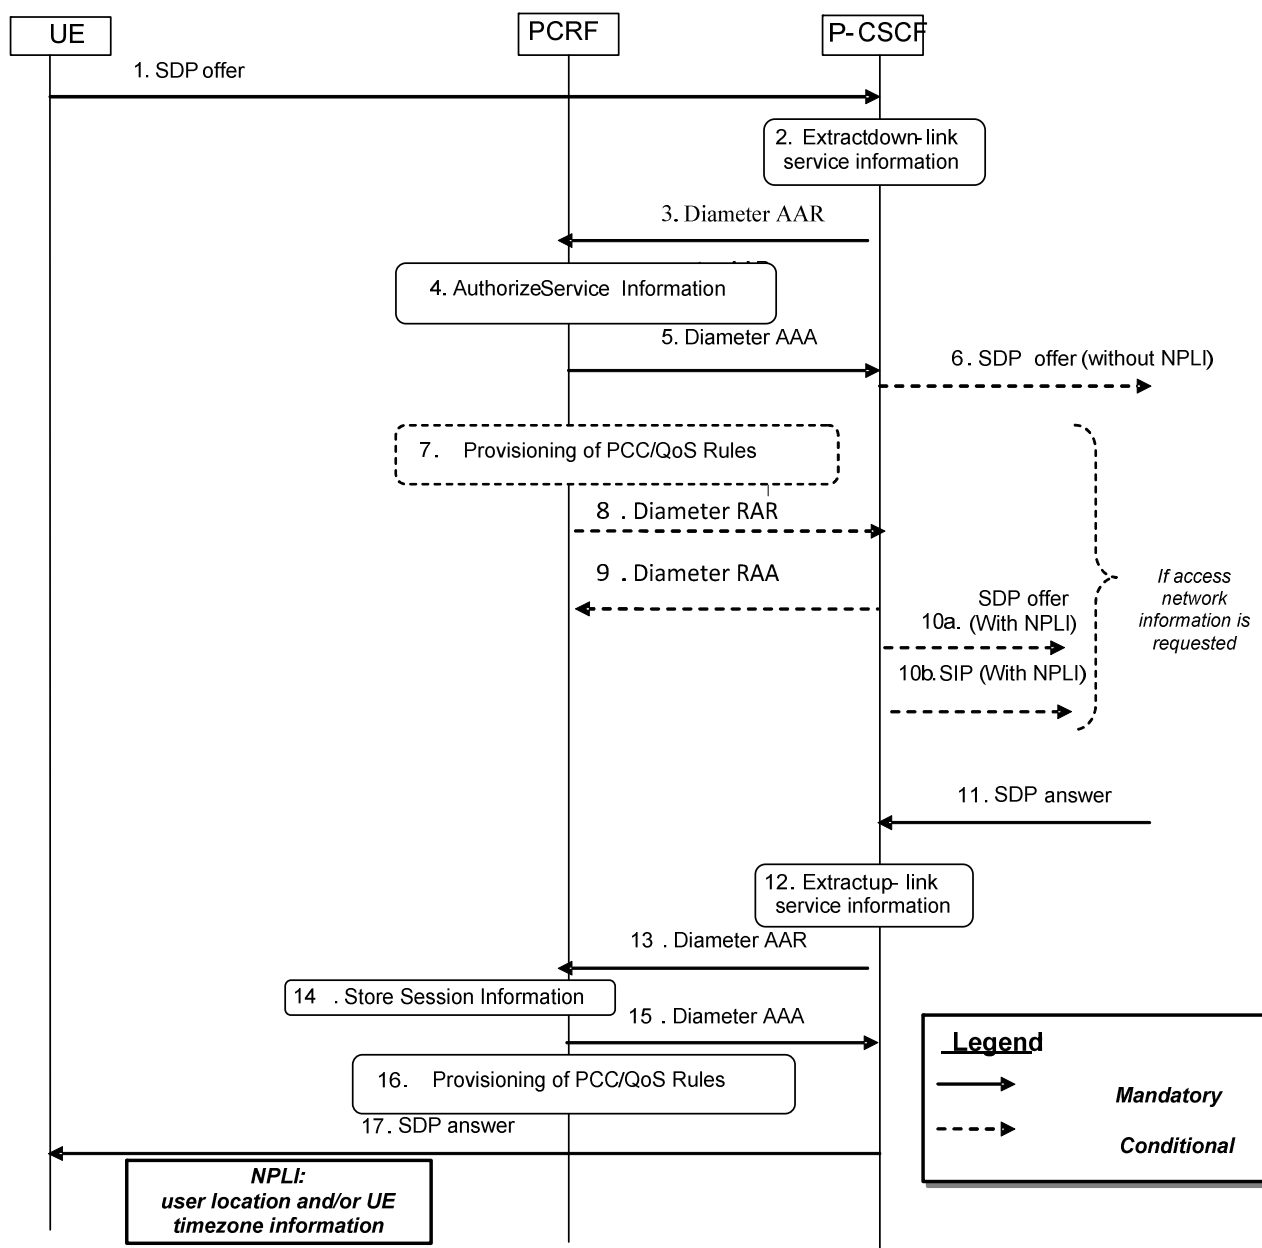 UE
PCRF
P-CSCF
1. SDP offer
2. Extractdown-link
service information
3. Diameter AAR
4. AuthorizeService Information
5. Diameter AAA
6. SDP offer (without NPLI)
7. Provisioning of PCC/QoS Rules
8 . Diameter RAR
9 . Diameter RAA
If access
network
information is
requested
SDP offer
10a. (With NPLI)
10b. SIP (With NPLI)
11. SDP answer
12. Extractup- link
service information
13 . Diameter AAR
14 . Store Session Information
15 . Diameter AAA
16. Provisioning of PCC/QoS Rules
17. SDP answer
NPLI:
user location and/or UE
timezone information
Legend
Mandatory
Conditional